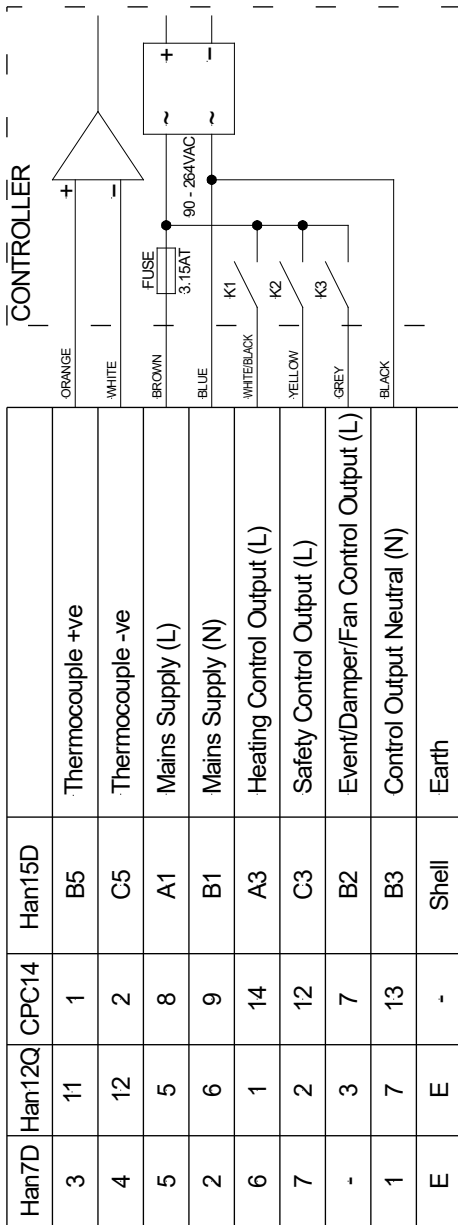 CONTROLLER
Han7D Han12Q CPC14 Han15D
3 11 1 B5 Thermocouple +ve ORANGE +
4 12 2 C5 Thermocouple -ve WHITE -
5 5 8 A1 Mains Supply (L) BROWN FUSE 3.15AT ~ +
2 6 9 B1 Mains Supply (N) BLUE 90 - 264VAC ~ -
6 1 14 A3 Heating Control Output (L) WHITE/BLACK K1
7 2 12 C3 Safety Control Output (L) YELLOW K2
- 3 7 B2 Event/Damper/Fan Control Output (L) GREY K3
1 7 13 B3 Control Output Neutral (N) BLACK
E E - Shell Earth